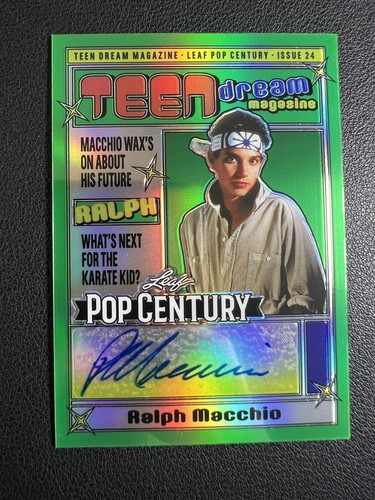 TEEN DREAM MAGAZINE • LEAF POP CENTURY • ISSUE 24
TEEN dream
magazine
MACCHIO WAX'S
ON ABOUT
HIS FUTURE
RALPH
WHAT'S NEXT
FOR THE
KARATE KID?
Leaf
POP CENTURY
Ralph Macchio